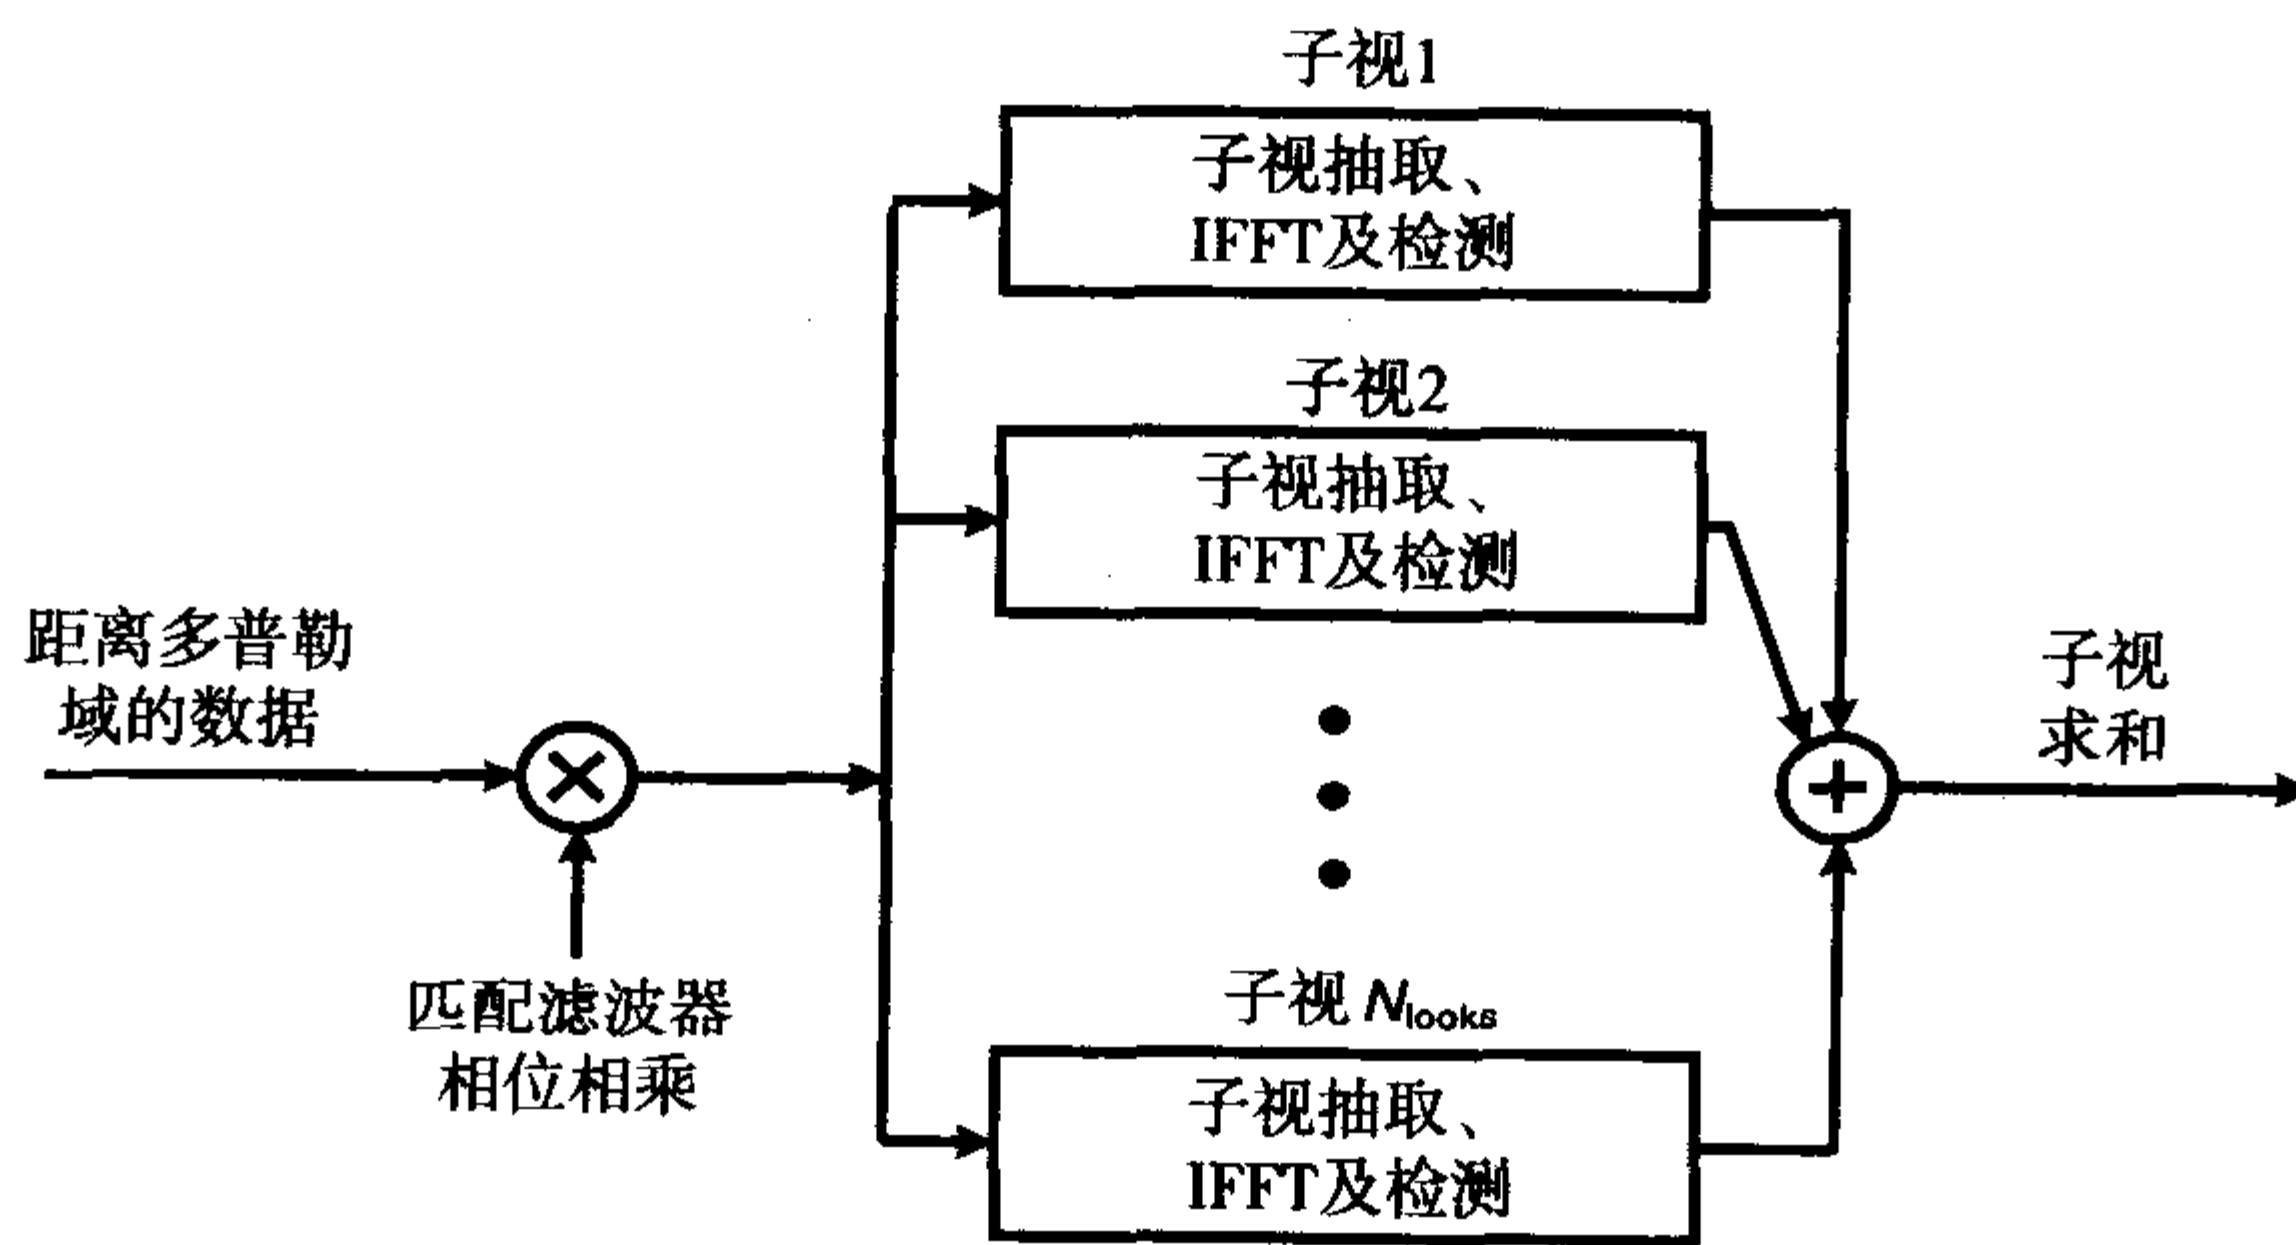 子视1
子视抽取、
IFFT及检测
子视2
子视抽取、
IFFT及检测
距离多普勒
域的数据
匹配滤波器
相位相乘
子视
求和
子视 Nlooks
子视抽取、
IFFT及检测